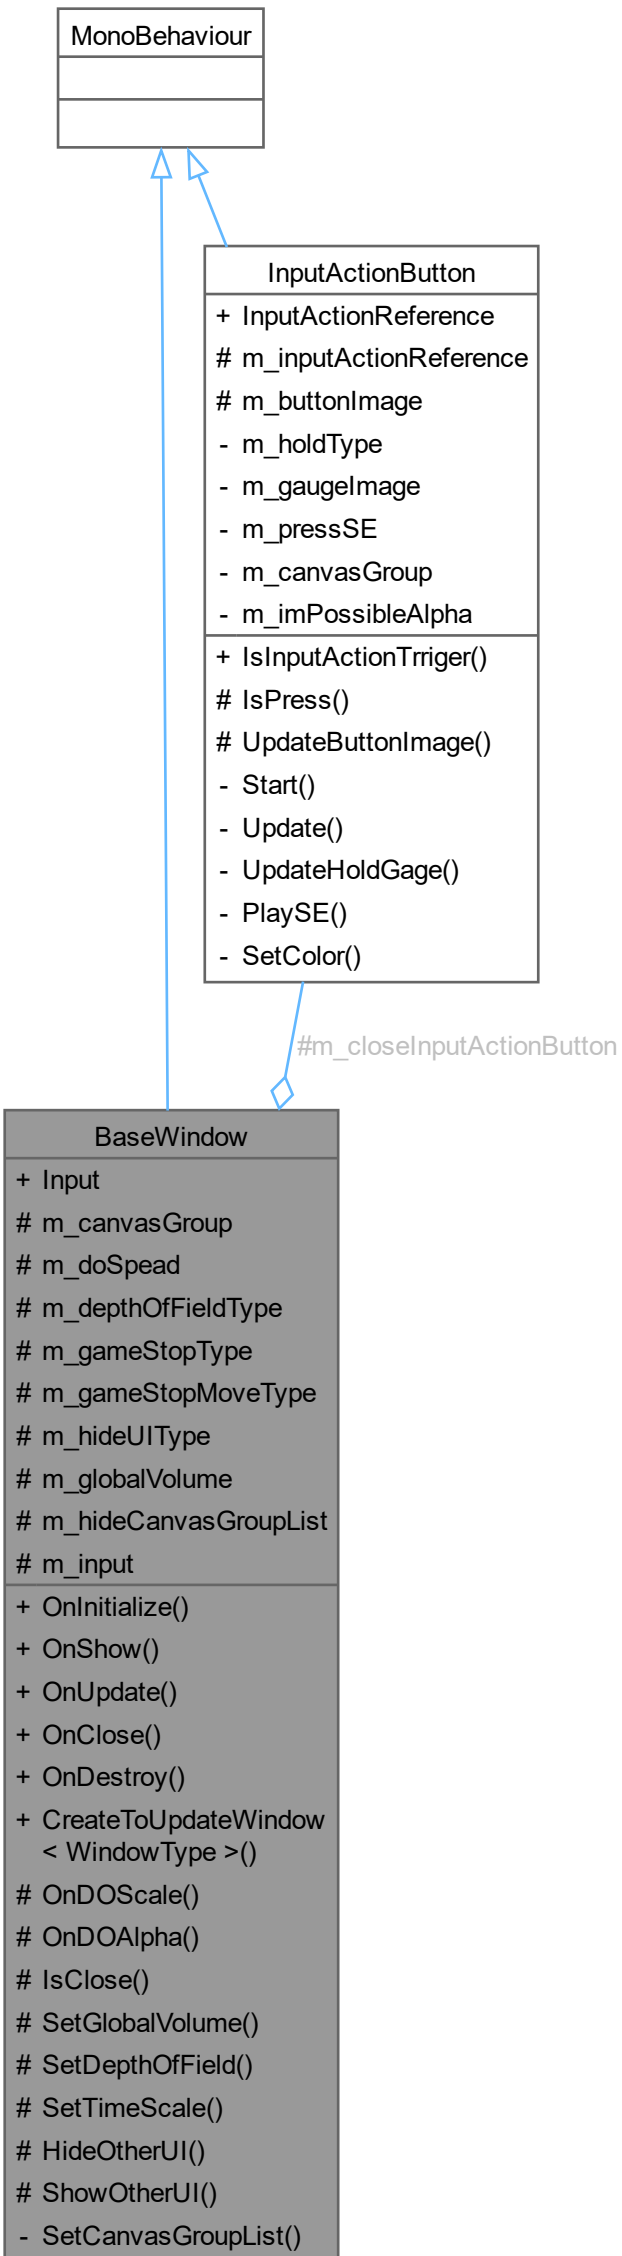 MonoBehaviour
InputActionButton
+ InputActionReference
# m_inputActionReference
# m_buttonImage
- m_holdType
- m_gaugeImage
- m_pressSE
- m_canvasGroup
- m_imPossibleAlpha
+ IsInputActionTrriger()
# IsPress()
# UpdateButtonImage()
- Start()
- Update()
- UpdateHoldGage()
- PlaySE()
- SetColor()
#m_closeInputActionButton
BaseWindow
+ Input
# m_canvasGroup
# m_doSpead
# m_depthOfFieldType
# m_gameStopType
# m_gameStopMoveType
# m_hideUIType
# m_globalVolume
# m_hideCanvasGroupList
# m_input
+ OnInitialize()
+ OnShow()
+ OnUpdate()
+ OnClose()
+ OnDestroy()
+ CreateToUpdateWindow
< WindowType >()
# OnDOScale()
# OnDOAlpha()
# IsClose()
# SetGlobalVolume()
# SetDepthOfField()
# SetTimeScale()
# HideOtherUI()
# ShowOtherUI()
- SetCanvasGroupList()